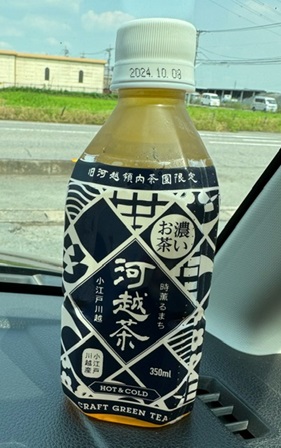 2024.10.08
旧河越領内茶園限定
濃い
お茶
河越茶
時薫るまち
小江戸川越
小江戸
川越産
350ml
HOT & COLD
CRAFT GREEN TEA